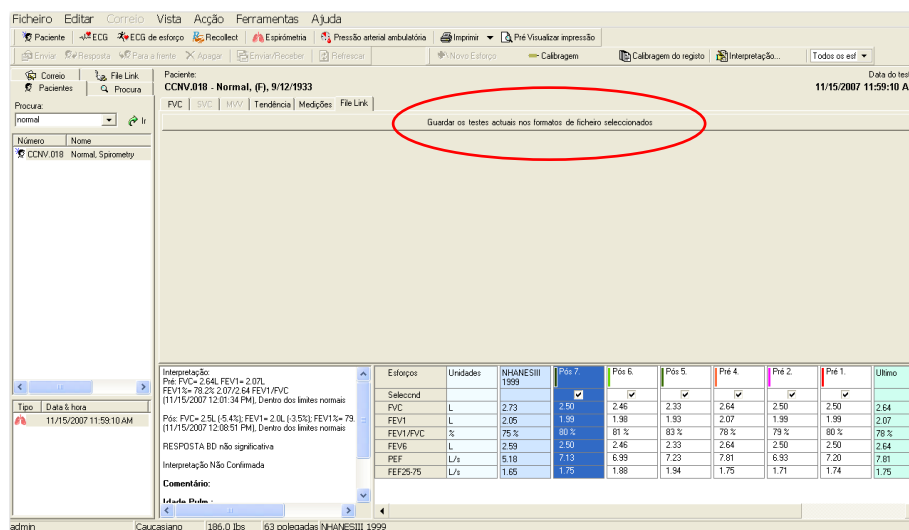 Ficheiro Editar Correio Vista Acção Ferramentas Ajuda
Paciente ECG ECG de esforço Recollect Espirómetria Pressão arterial ambulatória Imprimir Pré Visualizar impressão
Enviar Resposta Para a frente Apagar Enviar/Receber Refrescar Novo Esforço Calibragem Calibragem do registo Interpretação... Todos os esf
Correio File Link
Pacientes Procura
Procura:
normal Ir
Número Nome
CCNV.018 Normal, Spirometry
Tipo Data & hora
11/15/2007 11:59:10 AM
Paciente: Data do test
CCNV.018 - Normal, (F), 9/12/1933 11/15/2007 11:59:10 A
FVC SVC MVV Tendência Medições File Link
Guardar os testes actuais nos formatos de ficheiro seleccionados
Interpretação:
Pré: FVC= 2.64L FEV1= 2.07L
FEV1%= 78.2% 2.07/2.64 FEV1/FVC
(11/15/2007 12:01:34 PM), Dentro dos limites normais
Pós: FVC= 2.5L (-5.4%); FEV1= 2.0L (-3.5%); FEV1%= 79.
(11/15/2007 12:08:51 PM), Dentro dos limites normais
RESPOSTA BD não significativa
Interpretação Não Confirmada
Comentário:
Idade Pulm.:
Esforços Unidades NHANESIII 1999 Pós 7. Pós 6. Pós 5. Pré 4. Pré 2. Pré 1. Ultimo
Seleccnd
FVC L 2.73 2.50 2.46 2.33 2.64 2.50 2.50 2.64
FEV1 L 2.05 1.99 1.98 1.93 2.07 1.99 1.99 2.07
FEV1/FVC % 75 % 80 % 81 % 83 % 78 % 79 % 80 % 78 %
FEV6 L 2.59 2.50 2.46 2.33 2.64 2.50 2.50 2.64
PEF L/s 5.18 7.13 6.99 7.23 7.81 6.93 7.20 7.81
FEF25-75 L/s 1.65 1.75 1.88 1.94 1.75 1.71 1.74 1.75
admin Caucasiano 186.0 lbs 63 polegadas NHANESIII 1999